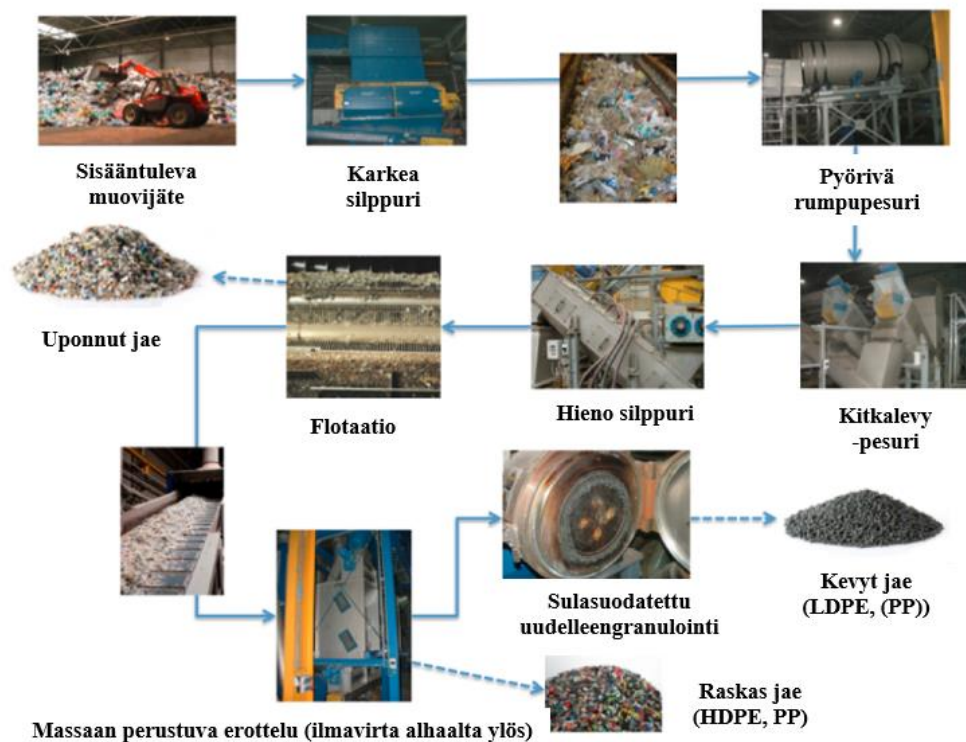 Sisääntuleva
muovijäte
Karkea
silppuri
Pyörivä
rumpupesuri
Uponnut jae
Flotaatio
Hieno silppuri
Kitkalevy
-pesuri
Sulasuodatettu
uudelleengranulointi
Kevyt jae
(LDPE, (PP))
Massaan perustuva erottelu (ilmavirta alhaalta ylös)
Raskas jae
(HDPE, PP)